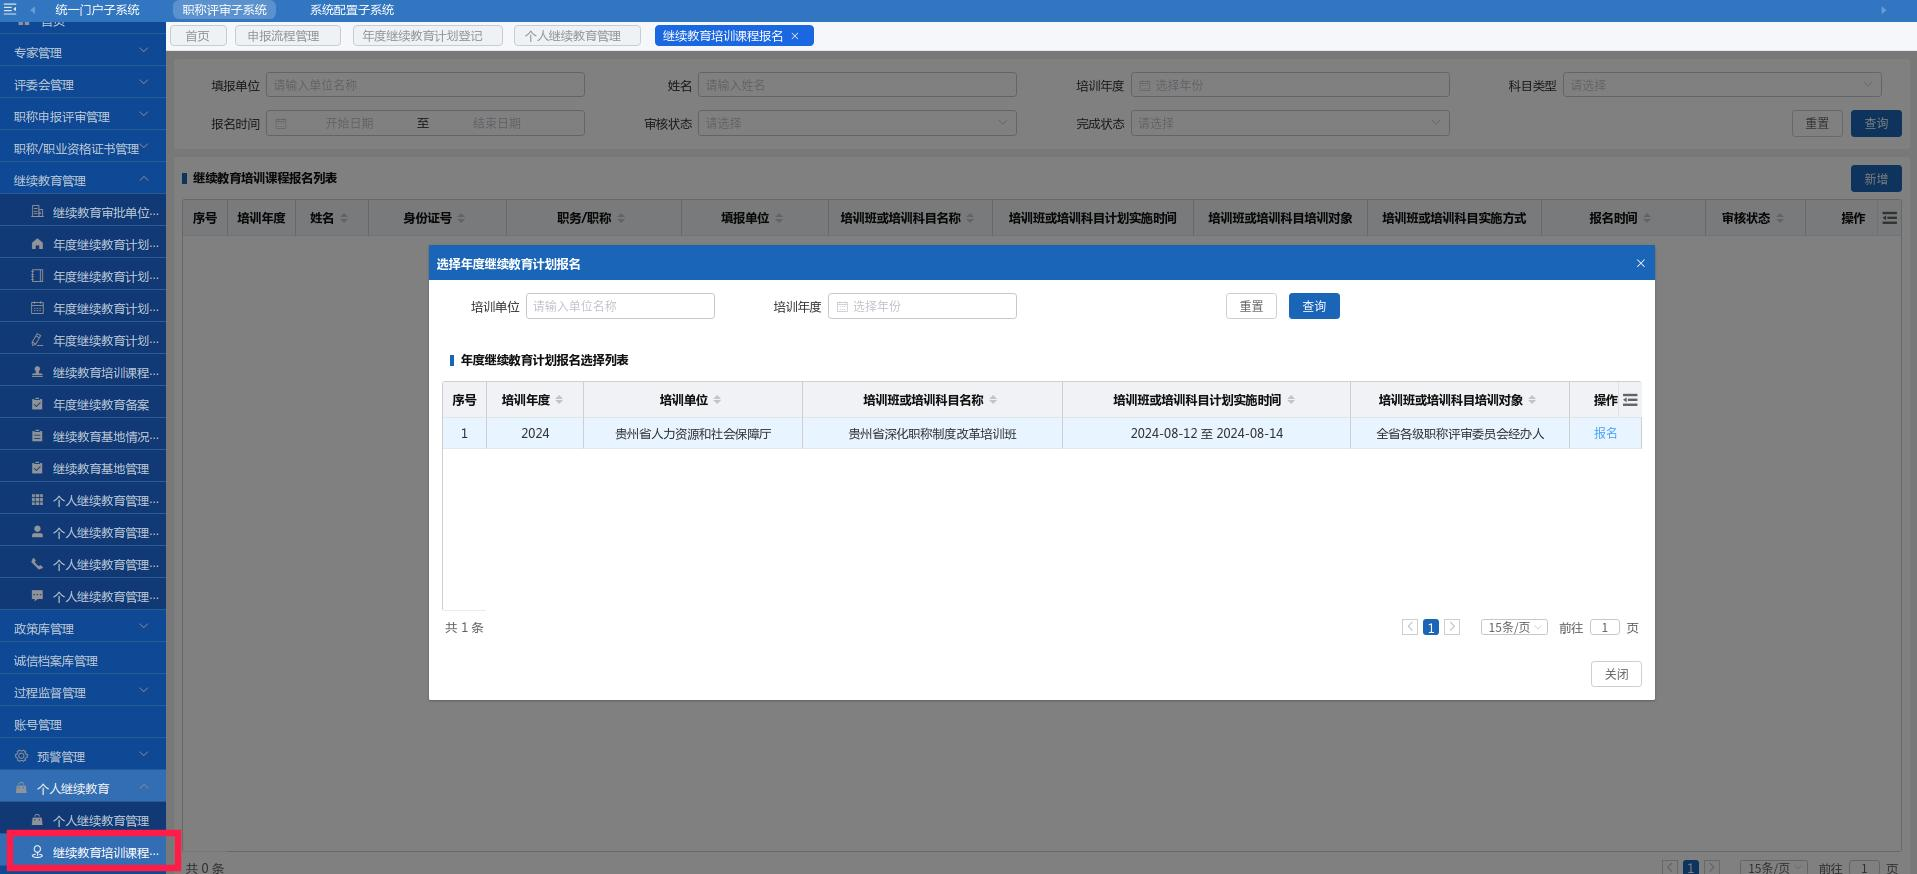 统一门户子系统 职称评审子系统 系统配置子系统
首页 申报流程管理 年度继续教育计划登记 个人继续教育管理 继续教育培训课程报名 ×
首页
专家管理
评委会管理
职称申报评审管理
职称/职业资格证书管理
继续教育管理
继续教育审批单位...
年度继续教育计划...
年度继续教育计划...
年度继续教育计划...
年度继续教育计划...
继续教育培训课程...
年度继续教育备案
继续教育基地情况...
继续教育基地管理
个人继续教育管理...
个人继续教育管理...
个人继续教育管理...
个人继续教育管理...
政策库管理
诚信档案库管理
过程监督管理
账号管理
预警管理
个人继续教育
个人继续教育管理
继续教育培训课程...
填报单位 请输入单位名称 姓名 请输入姓名 培训年度 选择年份 科目类型 请选择
报名时间 开始日期 至 结束日期 审核状态 请选择 完成状态 请选择 重置 查询
继续教育培训课程报名列表 新增
序号 培训年度 姓名 身份证号 职务/职称 填报单位 培训班或培训科目名称 培训班或培训科目计划实施时间 培训班或培训科目培训对象 培训班或培训科目实施方式 报名时间 审核状态 操作
选择年度继续教育计划报名 ×
培训单位 请输入单位名称 培训年度 选择年份 重置 查询
年度继续教育计划报名选择列表
序号 培训年度 培训单位 培训班或培训科目名称 培训班或培训科目计划实施时间 培训班或培训科目培训对象 操作
1 2024 贵州省人力资源和社会保障厅 贵州省深化职称制度改革培训班 2024-08-12 至 2024-08-14 全省各级职称评审委员会经办人 报名
共 1 条 1 15条/页 前往 1 页
关闭
共 0 条 1 15条/页 前往 1 页